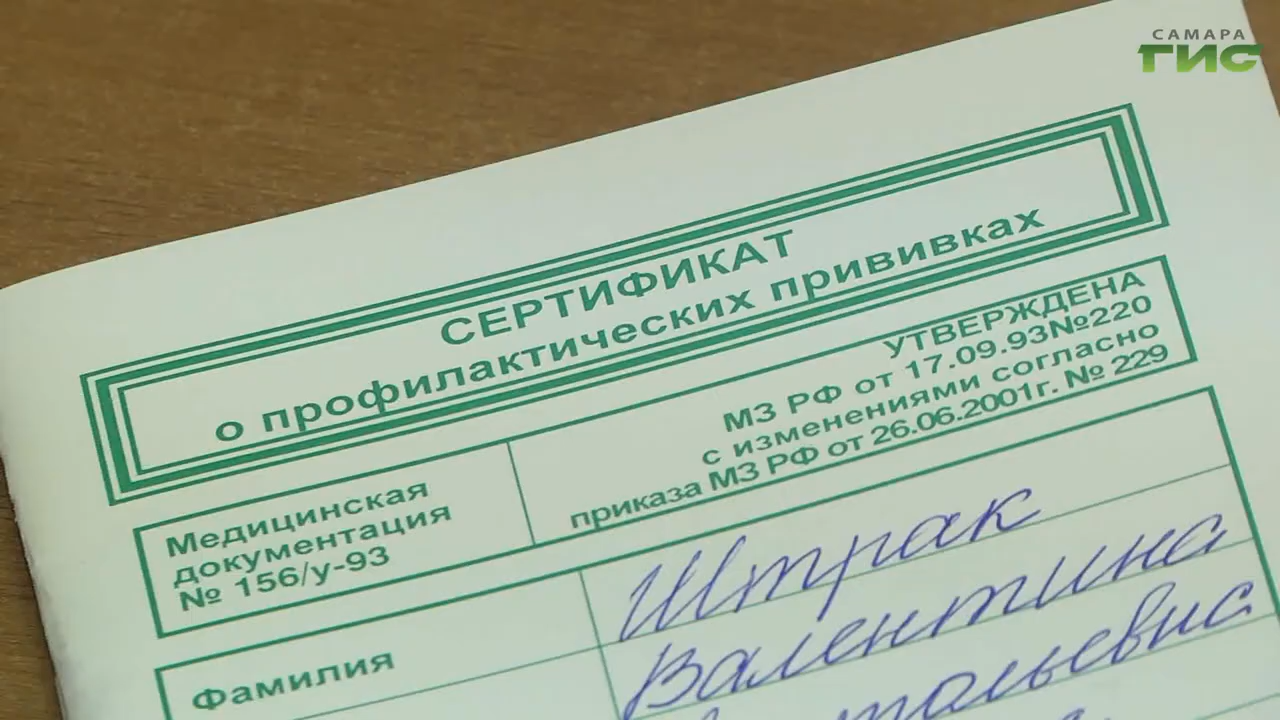 САМАРА
ГИС
СЕРТИФИКАТ
о профилактических прививках
Медицинская
документация
№ 156/у-93
УТВЕРЖДЕНА
МЗ РФ от 17.09.93№220
с изменениями согласно
приказа МЗ РФ от 26.06.2001г. № 229
Фамилия
Штрак
Валентина